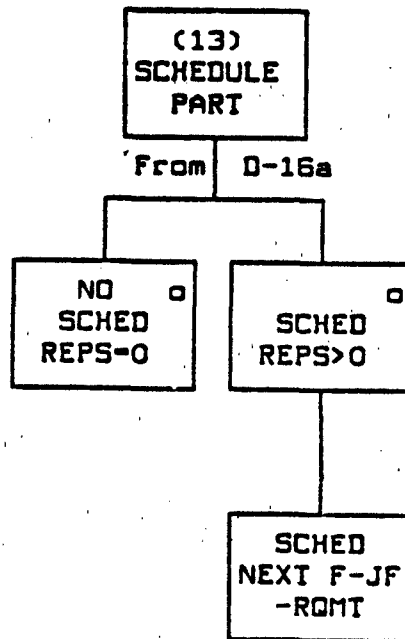 (13)
SCHEDULE
PART
From D-16a
NO o
SCHED
REPS=0
o
SCHED
REPS>0
SCHED
NEXT F-JF
-RQMT